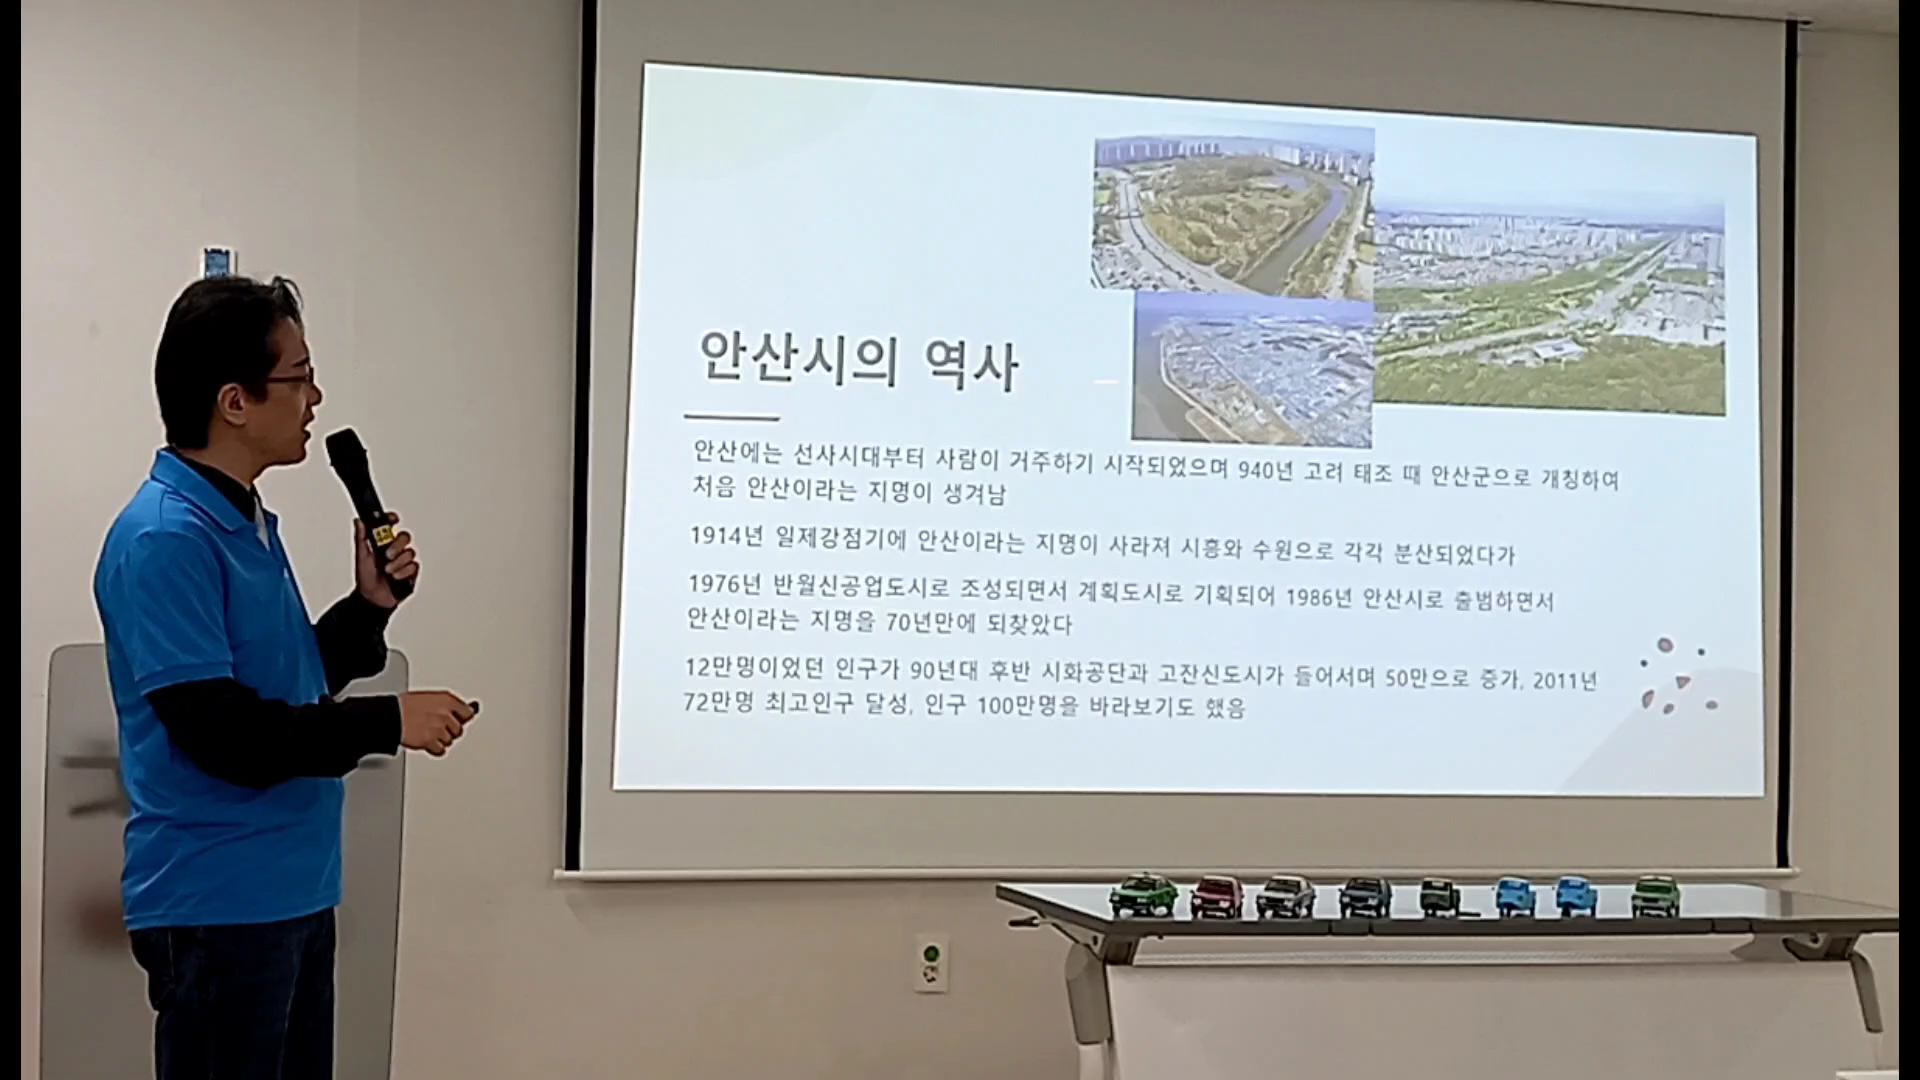 안산시의 역사
안산에는 선사시대부터 사람이 거주하기 시작되었으며 940년 고려 태조 때 안산군으로 개칭하여
처음 안산이라는 지명이 생겨남
1914년 일제강점기에 안산이라는 지명이 사라져 시흥와 수원으로 각각 분산되었다가
1976년 반월신공업도시로 조성되면서 계획도시로 기획되어 1986년 안산시로 출범하면서
안산이라는 지명을 70년만에 되찾았다
12만명이었던 인구가 90년대 후반 시화공단과 고잔신도시가 들어서며 50만으로 증가, 2011년
72만명 최고인구 달성, 인구 100만명을 바라보기도 했음